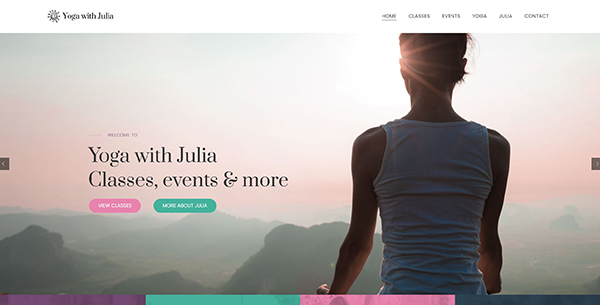 Yoga with Julia
HOME CLASSES EVENTS YOGA JULIA CONTACT
WELCOME TO
Yoga with Julia
Classes, events & more
VIEW CLASSES MORE ABOUT JULIA